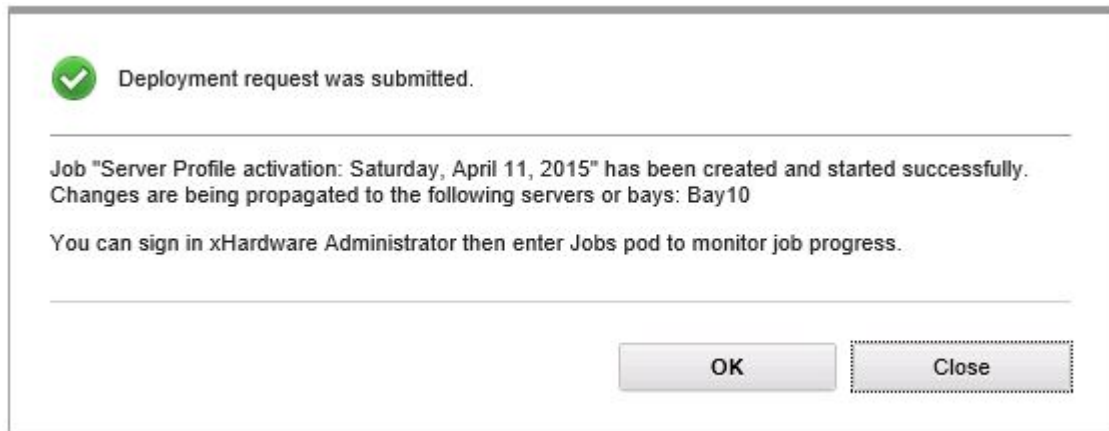 Deployment request was submitted.
Job "Server Profile activation: Saturday, April 11, 2015" has been created and started successfully.
Changes are being propagated to the following servers or bays: Bay10
You can sign in xHardware Administrator then enter Jobs pod to monitor job progress.
OK
Close